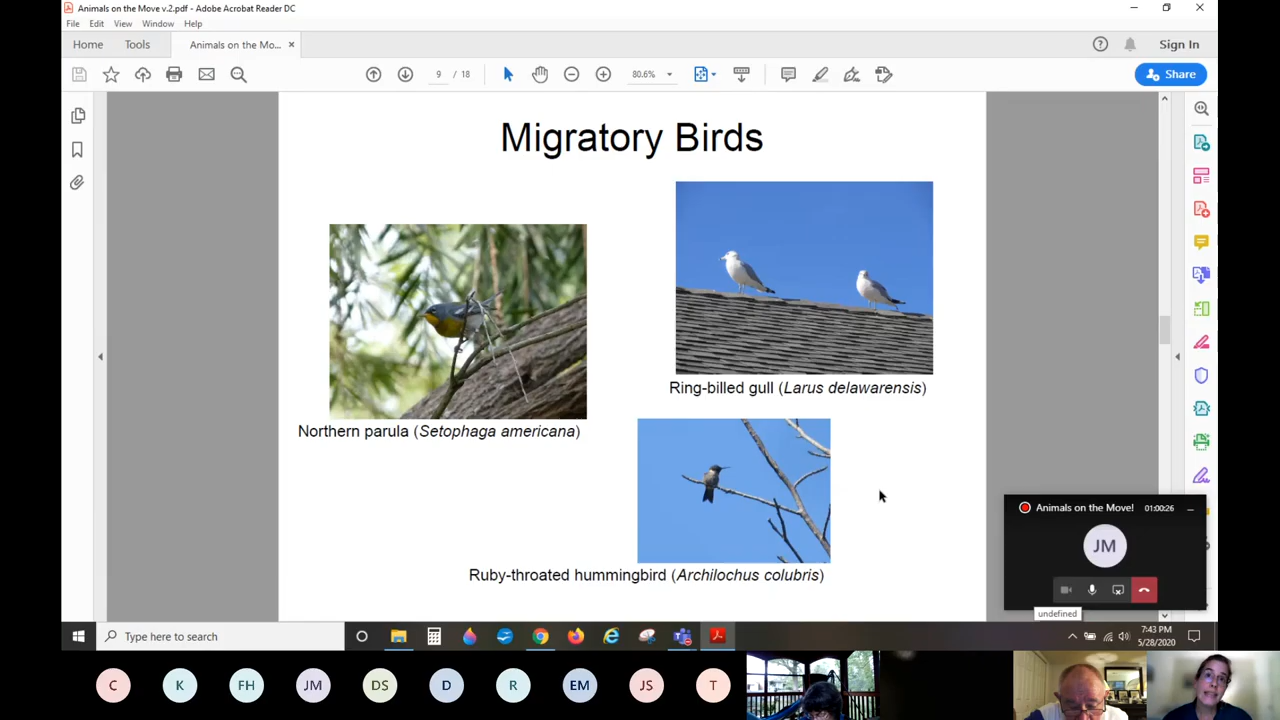 Animals on the Move v.2.pdf - Adobe Acrobat Reader DC
File Edit View Window Help
Home Tools Animals on the Mo... × Sign In
9 / 18 80.6% Share
Migratory Birds
Ring-billed gull (Larus delawarensis)
Northern parula (Setophaga americana)
Ruby-throated hummingbird (Archilochus colubris)
Animals on the Move! 01:00:26
JM
undefined
Type here to search
7:43 PM
5/28/2020
C K FH JM DS D R EM JS T